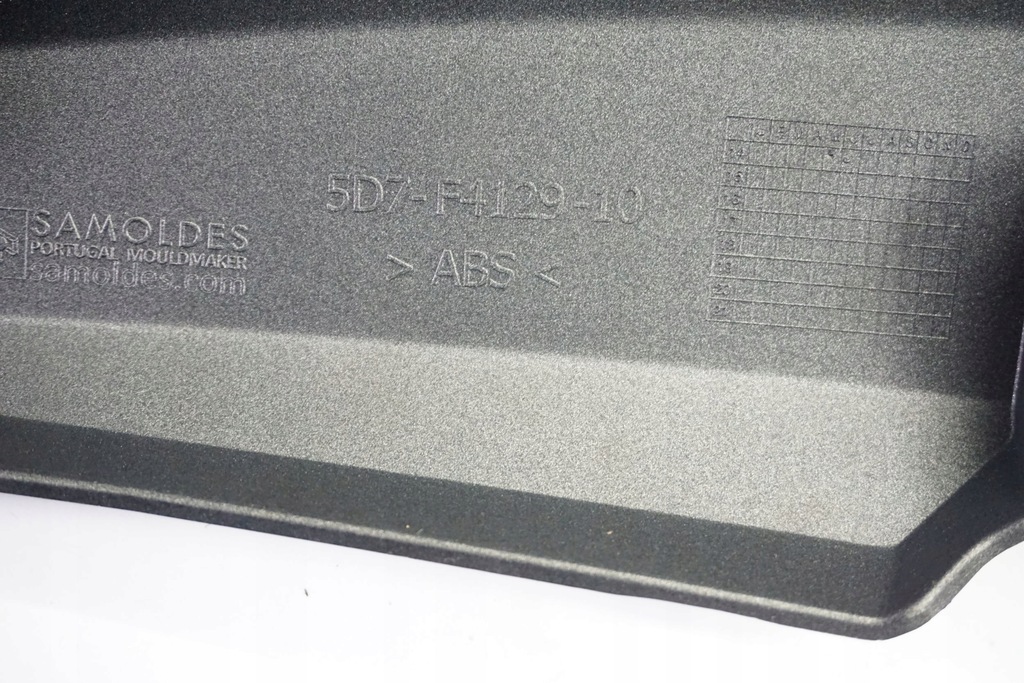 SAMOLDES
PORTUGAL MOULDMAKER
samoldes.com
5D7-F4129-10
> ABS <